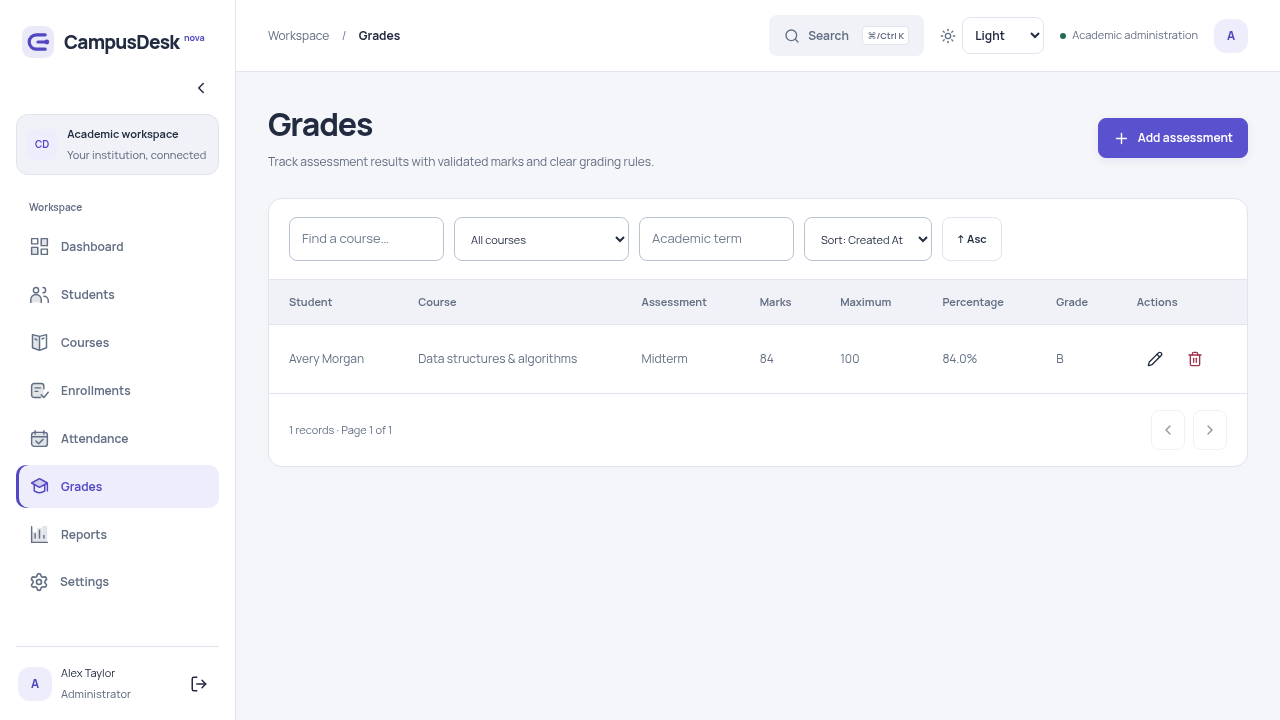 CampusDesk nova
CD
Academic workspace
Your institution, connected
Workspace
Dashboard
Students
Courses
Enrollments
Attendance
Grades
Reports
Settings
A
Alex Taylor
Administrator
Workspace / Grades
Search ⌘/Ctrl K
Light
Academic administration
A
Grades
Track assessment results with validated marks and clear grading rules.
Add assessment
Find a course...
All courses
Academic term
Sort: Created At
↑ Asc
Student Course Assessment Marks Maximum Percentage Grade Actions
Avery Morgan Data structures & algorithms Midterm 84 100 84.0% B
1 records · Page 1 of 1